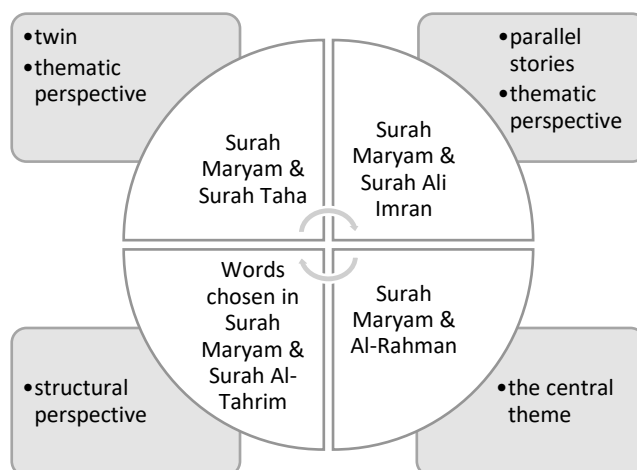 •twin
•thematic
perspective
•parallel
stories
•thematic
perspective
Surah
Maryam &
Surah Taha
Surah
Maryam &
Surah Ali
Imran
Words
chosen in
Surah
Maryam &
Surah Al-
Tahrim
Surah
Maryam &
Al-Rahman
•structural
perspective
•the central
theme